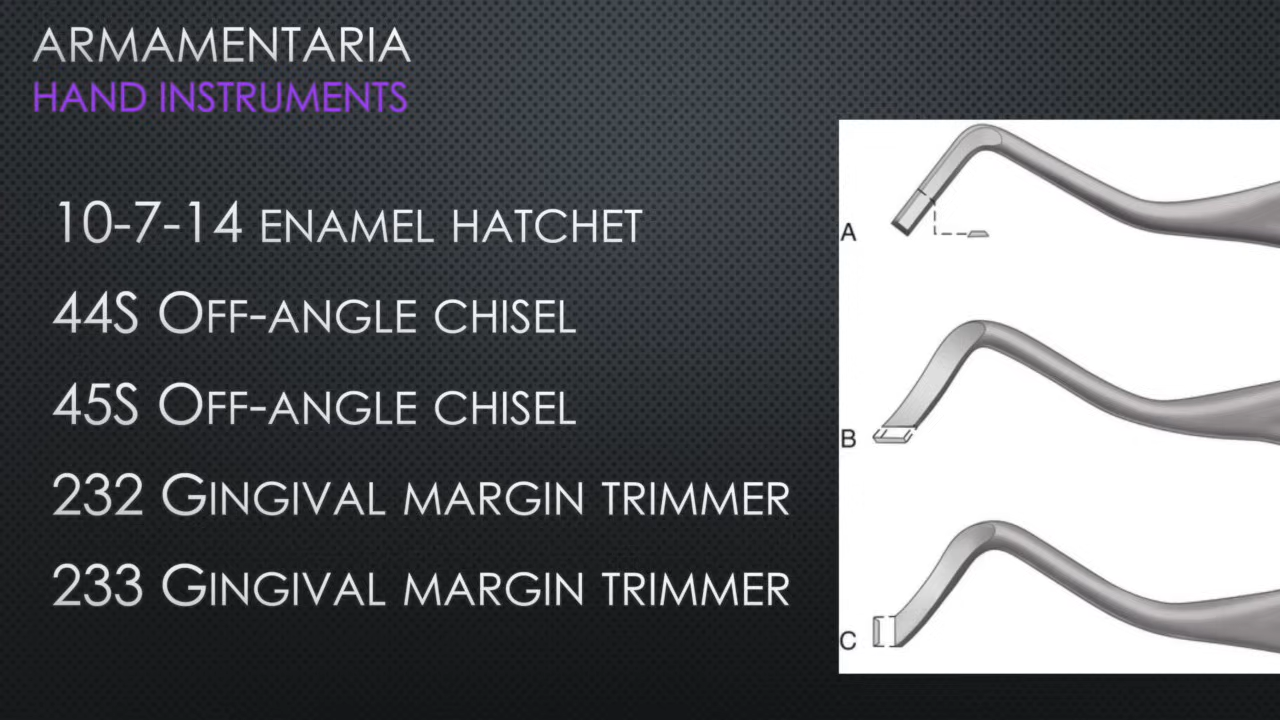 ARMAMENTARIA
HAND INSTRUMENTS
10-7-14 ENAMEL HATCHET
44S OFF-ANGLE CHISEL
45S OFF-ANGLE CHISEL
232 GINGIVAL MARGIN TRIMMER
233 GINGIVAL MARGIN TRIMMER
A
B
C